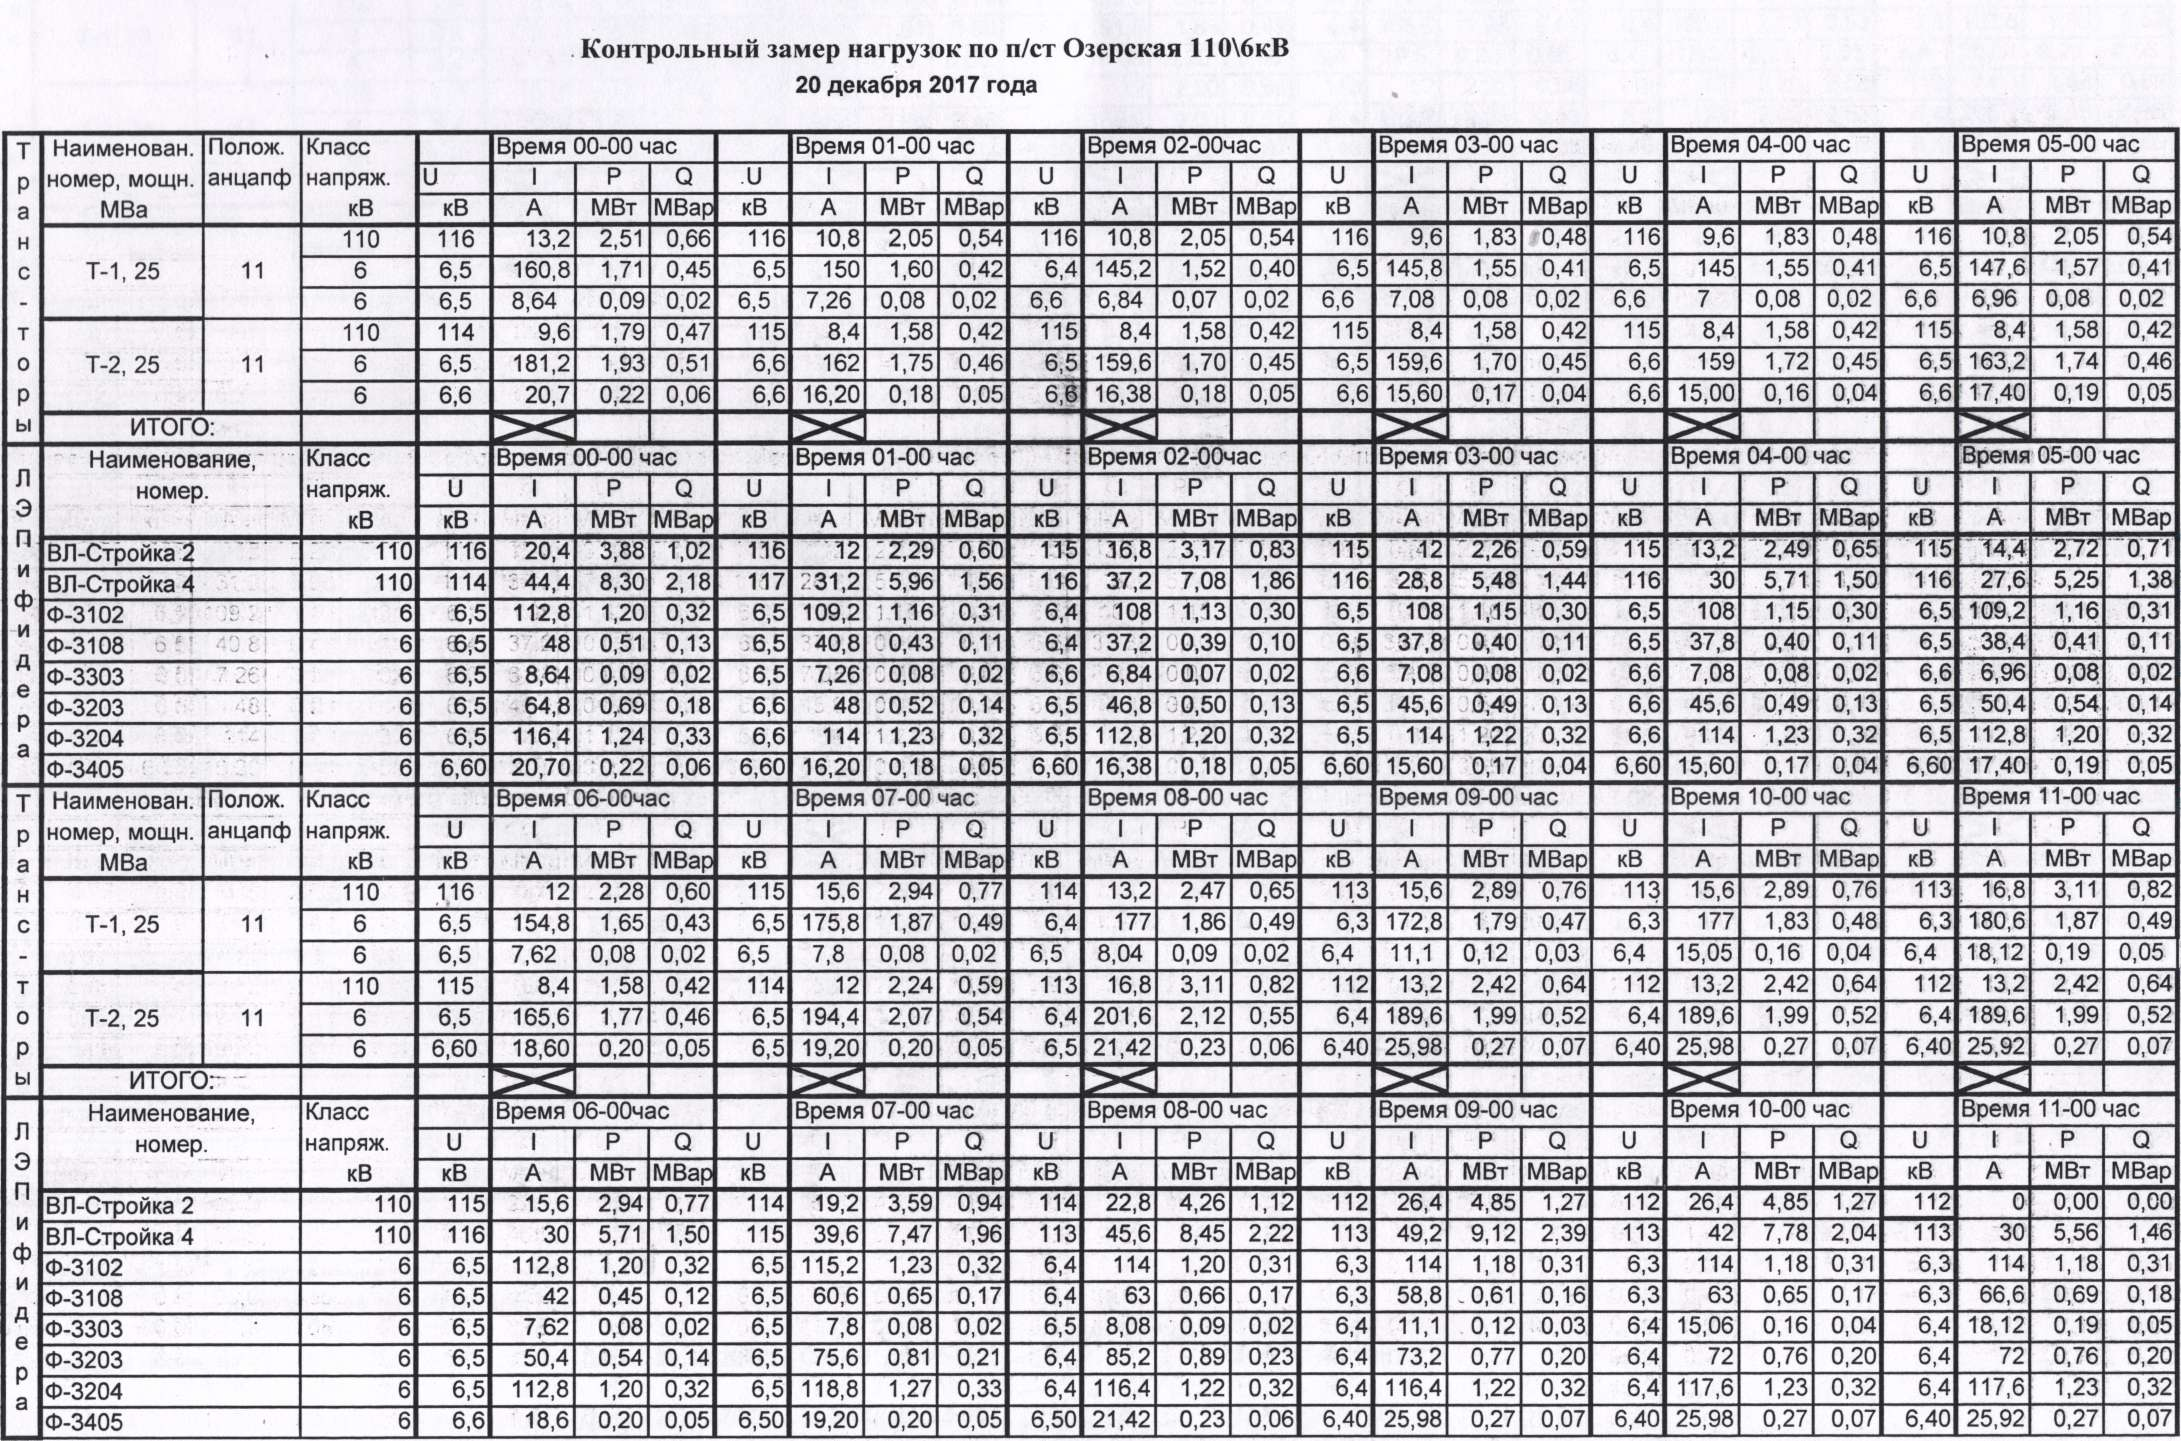 Контрольный замер нагрузок по п/ст Озерская 110\6кВ
20 декабря 2017 года
Транс-торы
Наименован. Полож. Класс Время 00-00 час Время 01-00 час Время 02-00час Время 03-00 час Время 04-00 час Время 05-00 час
номер, мощн. анцапф напряж. U I P Q U I P Q U I P Q U I P Q U I P Q U I P Q
МВа кВ кВ А МВт МВар кВ А МВт МВар кВ А МВт МВар кВ А МВт МВар кВ А МВт МВар кВ А МВт МВар
110 116 13,2 2,51 0,66 116 10,8 2,05 0,54 116 10,8 2,05 0,54 116 9,6 1,83 0,48 116 9,6 1,83 0,48 116 10,8 2,05 0,54
Т-1, 25 11 6 6,5 160,8 1,71 0,45 6,5 150 1,60 0,42 6,4 145,2 1,52 0,40 6,5 145,8 1,55 0,41 6,5 145 1,55 0,41 6,5 147,6 1,57 0,41
6 6,5 8,64 0,09 0,02 6,5 7,26 0,08 0,02 6,6 6,84 0,07 0,02 6,6 7,08 0,08 0,02 6,6 7 0,08 0,02 6,6 6,96 0,08 0,02
110 114 9,6 1,79 0,47 115 8,4 1,58 0,42 115 8,4 1,58 0,42 115 8,4 1,58 0,42 115 8,4 1,58 0,42 115 8,4 1,58 0,42
Т-2, 25 11 6 6,5 181,2 1,93 0,51 6,6 162 1,75 0,46 6,5 159,6 1,70 0,45 6,5 159,6 1,70 0,45 6,6 159 1,72 0,45 6,5 163,2 1,74 0,46
6 6,6 20,7 0,22 0,06 6,6 16,20 0,18 0,05 6,6 16,38 0,18 0,05 6,6 15,60 0,17 0,04 6,6 15,00 0,16 0,04 6,6 17,40 0,19 0,05
ИТОГО:
ЛЭП и фидера
Наименование, Класс Время 00-00 час Время 01-00 час Время 02-00час Время 03-00 час Время 04-00 час Время 05-00 час
номер. напряж. U I P Q U I P Q U I P Q U I P Q U I P Q U I P Q
кВ кВ А МВт МВар кВ А МВт МВар кВ А МВт МВар кВ А МВт МВар кВ А МВт МВар кВ А МВт МВар
ВЛ-Стройка 2 110 116 20,4 3,88 1,02 116 12 2,29 0,60 115 16,8 3,17 0,83 115 12 2,26 0,59 115 13,2 2,49 0,65 115 14,4 2,72 0,71
ВЛ-Стройка 4 110 114 44,4 8,30 2,18 117 31,2 5,96 1,56 116 37,2 7,08 1,86 116 28,8 5,48 1,44 116 30 5,71 1,50 116 27,6 5,25 1,38
Ф-3102 6 6,5 112,8 1,20 0,32 6,5 109,2 1,16 0,31 6,4 108 1,13 0,30 6,5 108 1,15 0,30 6,5 108 1,15 0,30 6,5 109,2 1,16 0,31
Ф-3108 6 6,5 48 0,51 0,13 6,5 40,8 0,43 0,11 6,4 37,2 0,39 0,10 6,5 37,8 0,40 0,11 6,5 37,8 0,40 0,11 6,5 38,4 0,41 0,11
Ф-3303 6 6,5 8,64 0,09 0,02 6,5 7,26 0,08 0,02 6,6 6,84 0,07 0,02 6,6 7,08 0,08 0,02 6,6 7,08 0,08 0,02 6,6 6,96 0,08 0,02
Ф-3203 6 6,5 64,8 0,69 0,18 6,6 48 0,52 0,14 6,5 46,8 0,50 0,13 6,5 45,6 0,49 0,13 6,6 45,6 0,49 0,13 6,6 50,4 0,54 0,14
Ф-3204 6 6,5 116,4 1,24 0,33 6,6 114 1,23 0,32 6,5 112,8 1,20 0,32 6,5 114 1,22 0,32 6,6 114 1,23 0,32 6,5 112,8 1,20 0,32
Ф-3405 6 6,60 20,70 0,22 0,06 6,60 16,20 0,18 0,05 6,60 16,38 0,18 0,05 6,60 15,60 0,17 0,04 6,60 15,60 0,17 0,04 6,60 17,40 0,19 0,05
Транс-торы
Наименован. Полож. Класс Время 06-00час Время 07-00 час Время 08-00 час Время 09-00 час Время 10-00 час Время 11-00 час
номер, мощн. анцапф напряж. U I P Q U I P Q U I P Q U I P Q U I P Q U I P Q
МВа кВ кВ А МВт МВар кВ А МВт МВар кВ А МВт МВар кВ А МВт МВар кВ А МВт МВар кВ А МВт МВар
110 116 12 2,28 0,60 115 15,6 2,94 0,77 114 13,2 2,47 0,65 113 15,6 2,89 0,76 113 15,6 2,89 0,76 113 16,8 3,11 0,82
Т-1, 25 11 6 6,5 154,8 1,65 0,43 6,5 175,8 1,87 0,49 6,4 177 1,86 0,49 6,3 172,8 1,79 0,47 6,3 177 1,83 0,48 6,3 180,6 1,87 0,49
6 6,5 7,62 0,08 0,02 6,5 7,8 0,08 0,02 6,5 8,04 0,09 0,02 6,4 11,1 0,12 0,03 6,4 15,05 0,16 0,04 6,4 18,12 0,19 0,05
110 115 8,4 1,58 0,42 114 12 2,24 0,59 113 16,8 3,11 0,82 112 13,2 2,42 0,64 112 13,2 2,42 0,64 112 13,2 2,42 0,64
Т-2, 25 11 6 6,5 165,6 1,77 0,46 6,5 194,4 2,07 0,54 6,4 201,6 2,12 0,55 6,4 189,6 1,99 0,52 6,4 189,6 1,99 0,52 6,4 189,6 1,99 0,52
6 6,60 18,60 0,20 0,05 6,5 19,20 0,20 0,05 6,5 21,42 0,23 0,06 6,40 25,98 0,27 0,07 6,40 25,98 0,27 0,07 6,40 25,92 0,27 0,07
ИТОГО:
ЛЭП и фидера
Наименование, Класс Время 06-00час Время 07-00 час Время 08-00 час Время 09-00 час Время 10-00 час Время 11-00 час
номер. напряж. U I P Q U I P Q U I P Q U I P Q U I P Q U I P Q
кВ кВ А МВт МВар кВ А МВт МВар кВ А МВт МВар кВ А МВт МВар кВ А МВт МВар кВ А МВт МВар
ВЛ-Стройка 2 110 115 15,6 2,94 0,77 114 19,2 3,59 0,94 114 22,8 4,26 1,12 112 26,4 4,85 1,27 112 26,4 4,85 1,27 112 0 0,00 0,00
ВЛ-Стройка 4 110 116 30 5,71 1,50 115 39,6 7,47 1,96 113 45,6 8,45 2,22 113 49,2 9,12 2,39 113 42 7,78 2,04 113 30 5,56 1,46
Ф-3102 6 6,5 112,8 1,20 0,32 6,5 115,2 1,23 0,32 6,4 114 1,20 0,31 6,3 114 1,18 0,31 6,3 114 1,18 0,31 6,3 114 1,18 0,31
Ф-3108 6 6,5 42 0,45 0,12 6,5 60,6 0,65 0,17 6,4 63 0,66 0,17 6,3 58,8 0,61 0,16 6,3 63 0,65 0,17 6,3 66,6 0,69 0,18
Ф-3303 6 6,5 7,62 0,08 0,02 6,5 7,8 0,08 0,02 6,5 8,08 0,09 0,02 6,4 11,1 0,12 0,03 6,4 15,06 0,16 0,04 6,4 18,12 0,19 0,05
Ф-3203 6 6,5 50,4 0,54 0,14 6,5 75,6 0,81 0,21 6,4 85,2 0,89 0,23 6,4 73,2 0,77 0,20 6,4 72 0,76 0,20 6,4 72 0,76 0,20
Ф-3204 6 6,5 112,8 1,20 0,32 6,5 118,8 1,27 0,33 6,4 116,4 1,22 0,32 6,4 116,4 1,22 0,32 6,4 117,6 1,23 0,32 6,4 117,6 1,23 0,32
Ф-3405 6 6,6 18,6 0,20 0,05 6,50 19,20 0,20 0,05 6,50 21,42 0,23 0,06 6,40 25,98 0,27 0,07 6,40 25,98 0,27 0,07 6,40 25,92 0,27 0,07